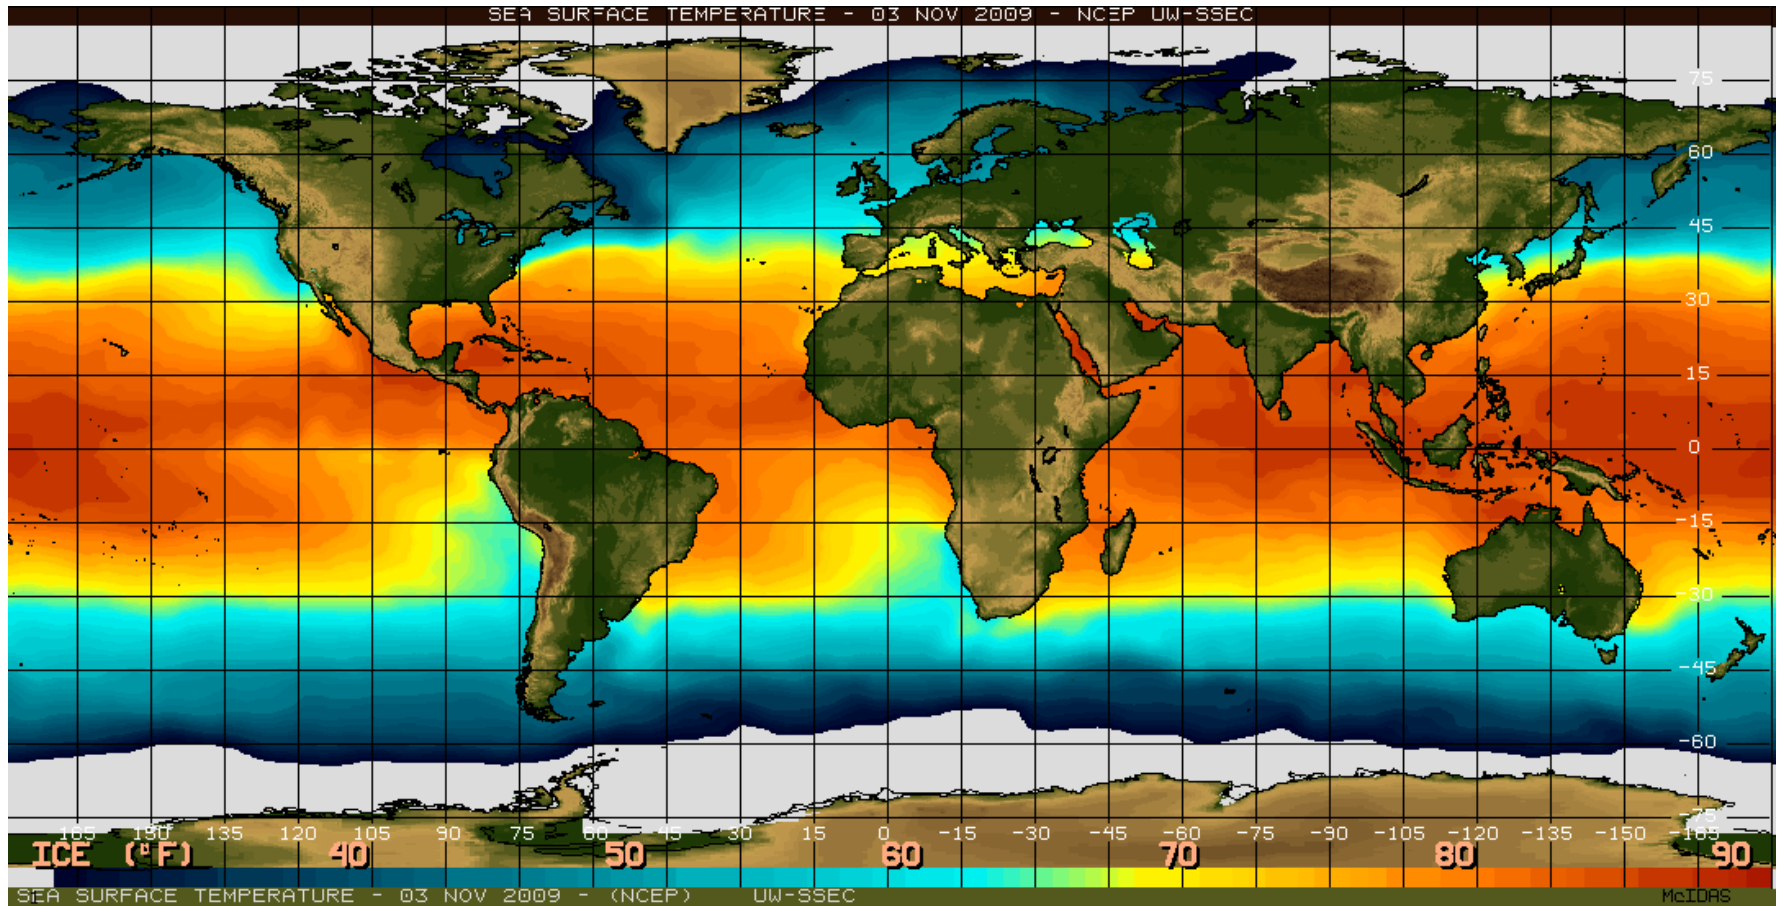 SEA SURFACE TEMPERATURE - 03 NOV 2009 - NCEP UW-SSEC
75
60
45
30
15
0
-15
-30
-45
-60
-75
165 150 135 120 105 90 75 60 45 30 15 0 -15 -30 -45 -60 -75 -90 -105 -120 -135 -150 -165
ICE (°F) 40 50 60 70 80 90
SEA SURFACE TEMPERATURE - 03 NOV 2009 - (NCEP) UW-SSEC McIDAS